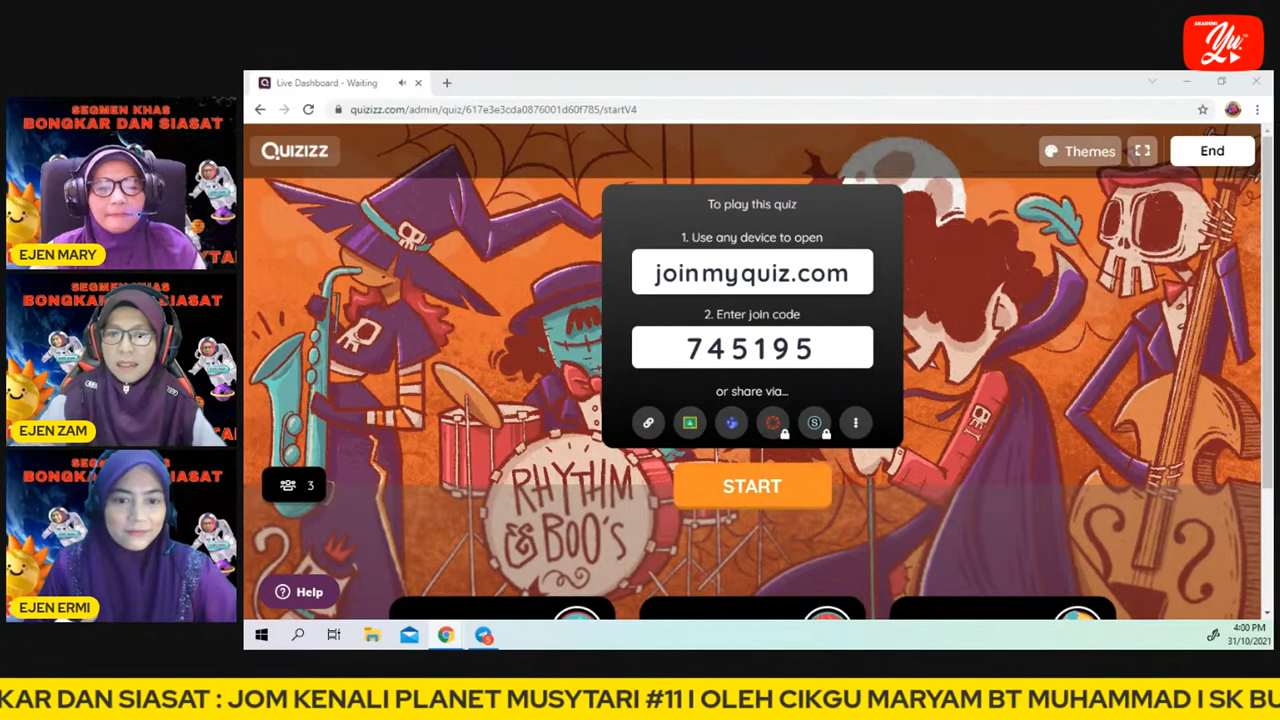 AKADEMI
Yu.
Live Dashboard - Waiting
quizizz.com/admin/quiz/617e3e3cda0876001d60f785/startV4
QUIZIZZ
Themes
End
To play this quiz
1. Use any device to open
joinmyquiz.com
2. Enter join code
745195
or share via...
3
START
RHYTHM
& BOO'S
Help
SEGMEN KHAS
BONGKAR DAN SIASAT
EJEN MARY
EJEN ZAM
EJEN ERMI
4:00 PM
31/10/2021
KAR DAN SIASAT : JOM KENALI PLANET MUSYTARI #11 I OLEH CIKGU MARYAM BT MUHAMMAD I SK BU